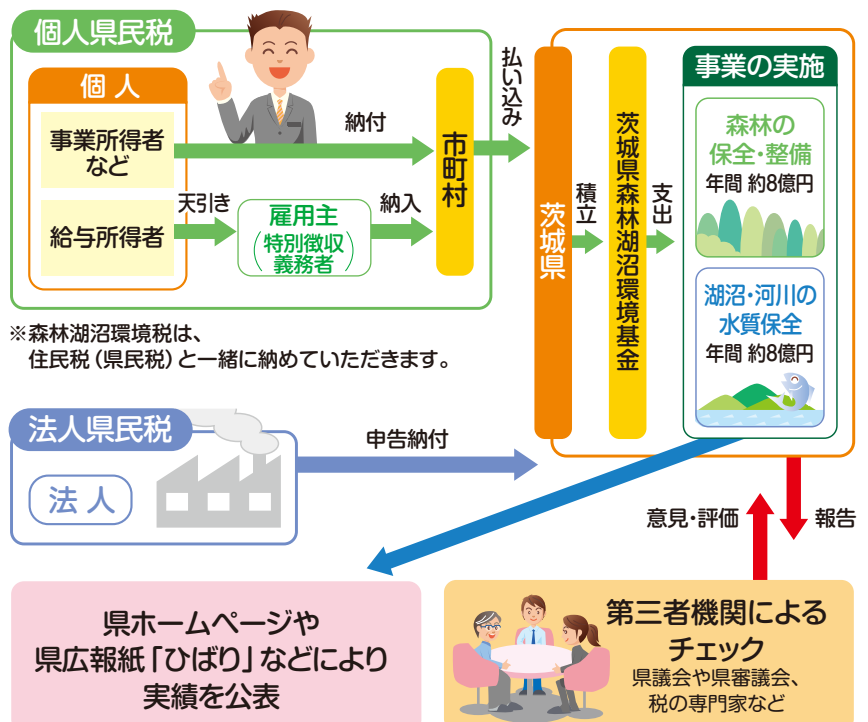 個人県民税
個人
事業所得者
など
給与所得者
納付
天引き
雇用主
(特別徴収
義務者)
納入
市町村
払い込み
茨城県
積立
茨城県森林湖沼環境基金
支出
事業の実施
森林の
保全・整備
年間 約8億円
湖沼・河川の
水質保全
年間 約8億円
※森林湖沼環境税は、
住民税(県民税)と一緒に納めていただきます。
法人県民税
法人
申告納付
意見・評価
報告
県ホームページや
県広報紙「ひばり」などにより
実績を公表
第三者機関による
チェック
県議会や県審議会、
税の専門家など